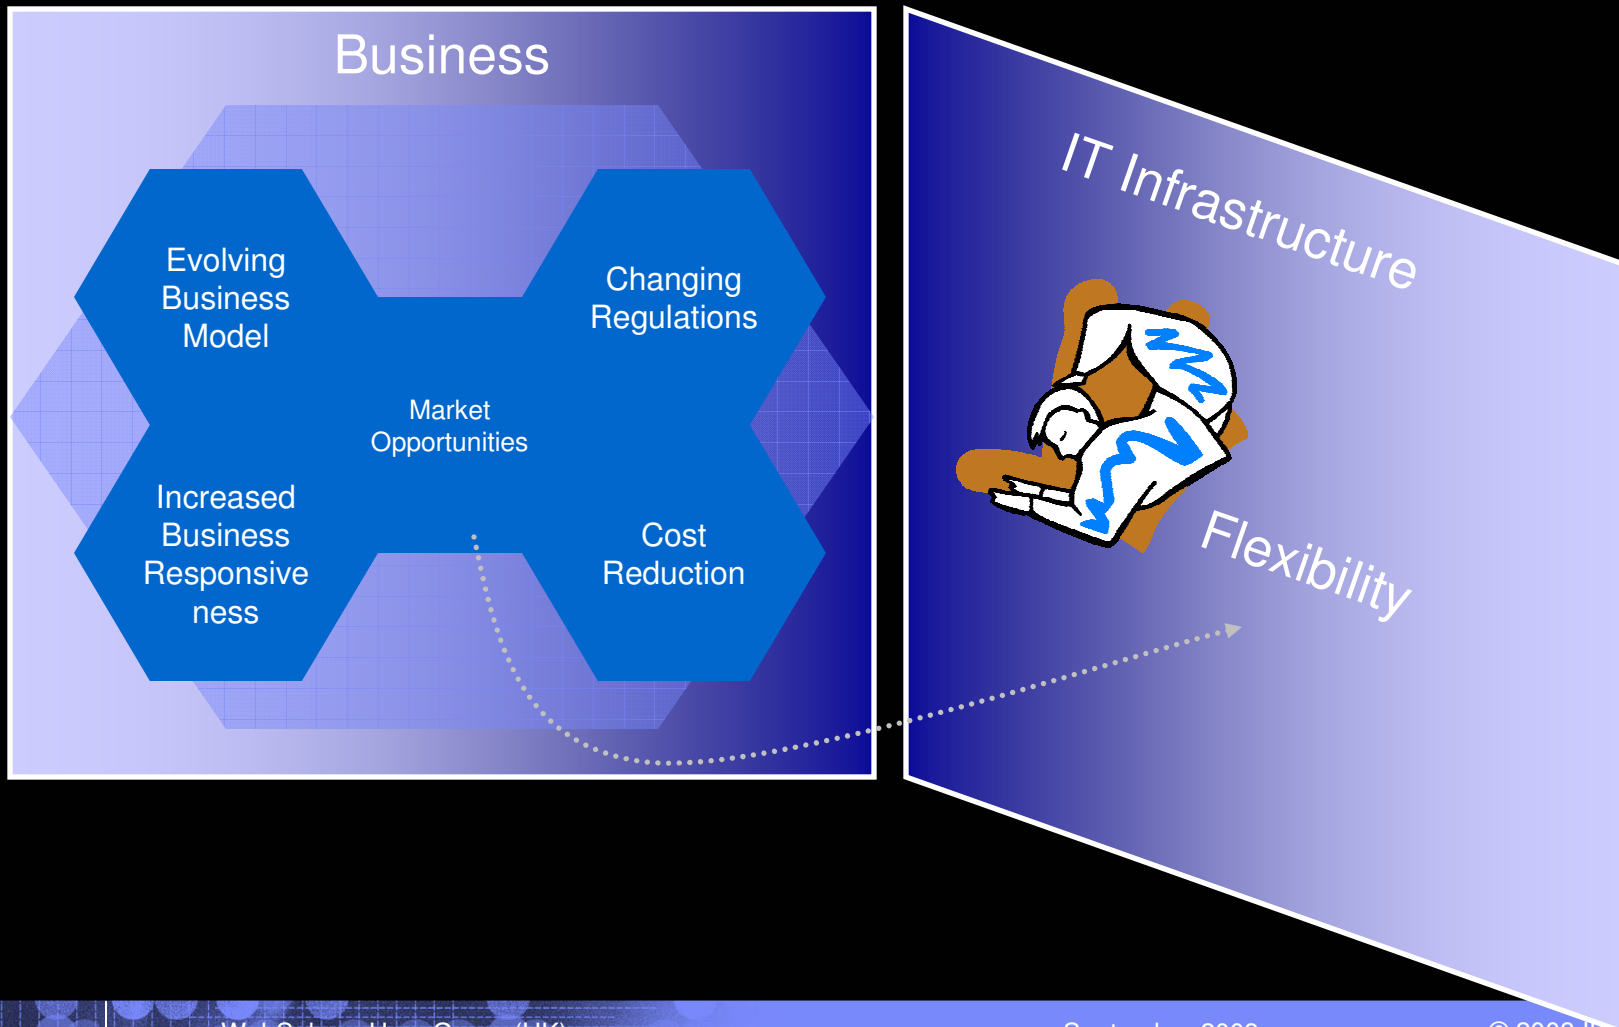 Business
Evolving
Business
Model
Changing
Regulations
Market
Opportunities
Increased
Business
Responsive
ness
Cost
Reduction
IT Infrastructure
Flexibility